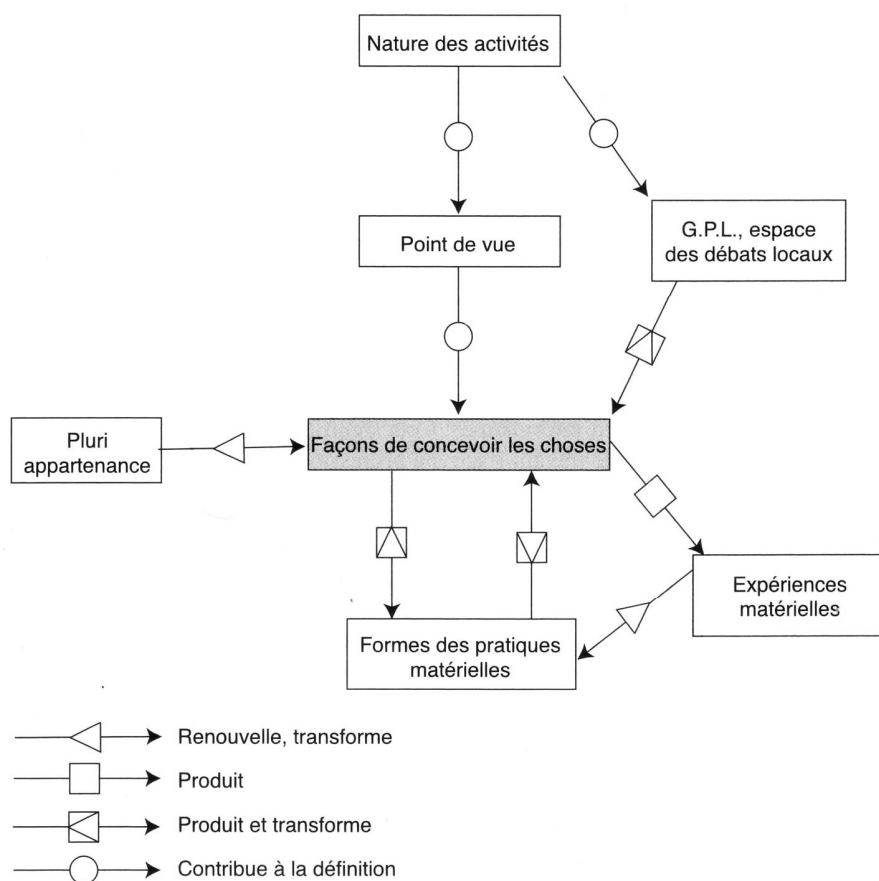 Nature des activités
Point de vue
G.P.L., espace
des débats locaux
Pluri
appartenance
Façons de concevoir les choses
Expériences
matérielles
Formes des pratiques
matérielles
Renouvelle, transforme
Produit
Produit et transforme
Contribue à la définition